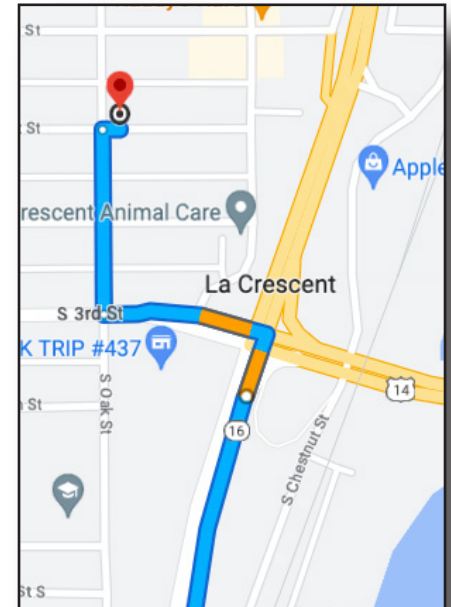 St
St
Apple
rescent Animal Care
La Crescent
S 3rd St
K TRIP #437
14
S Oak St
St
16
S Chestnut St
St S